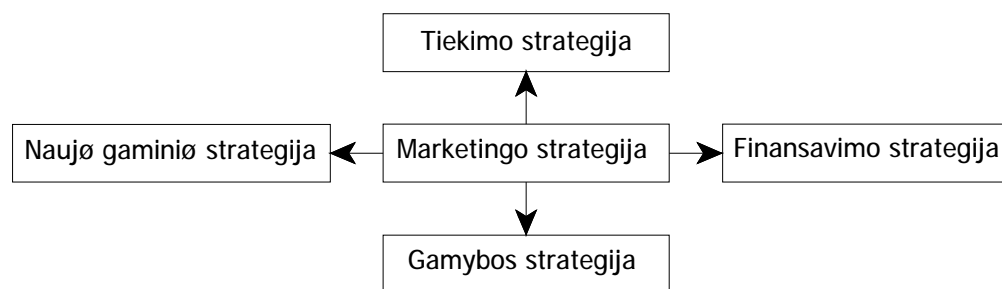 Tiekimo strategija
Naujø gaminiø strategija
Marketingo strategija
Finansavimo strategija
Gamybos strategija